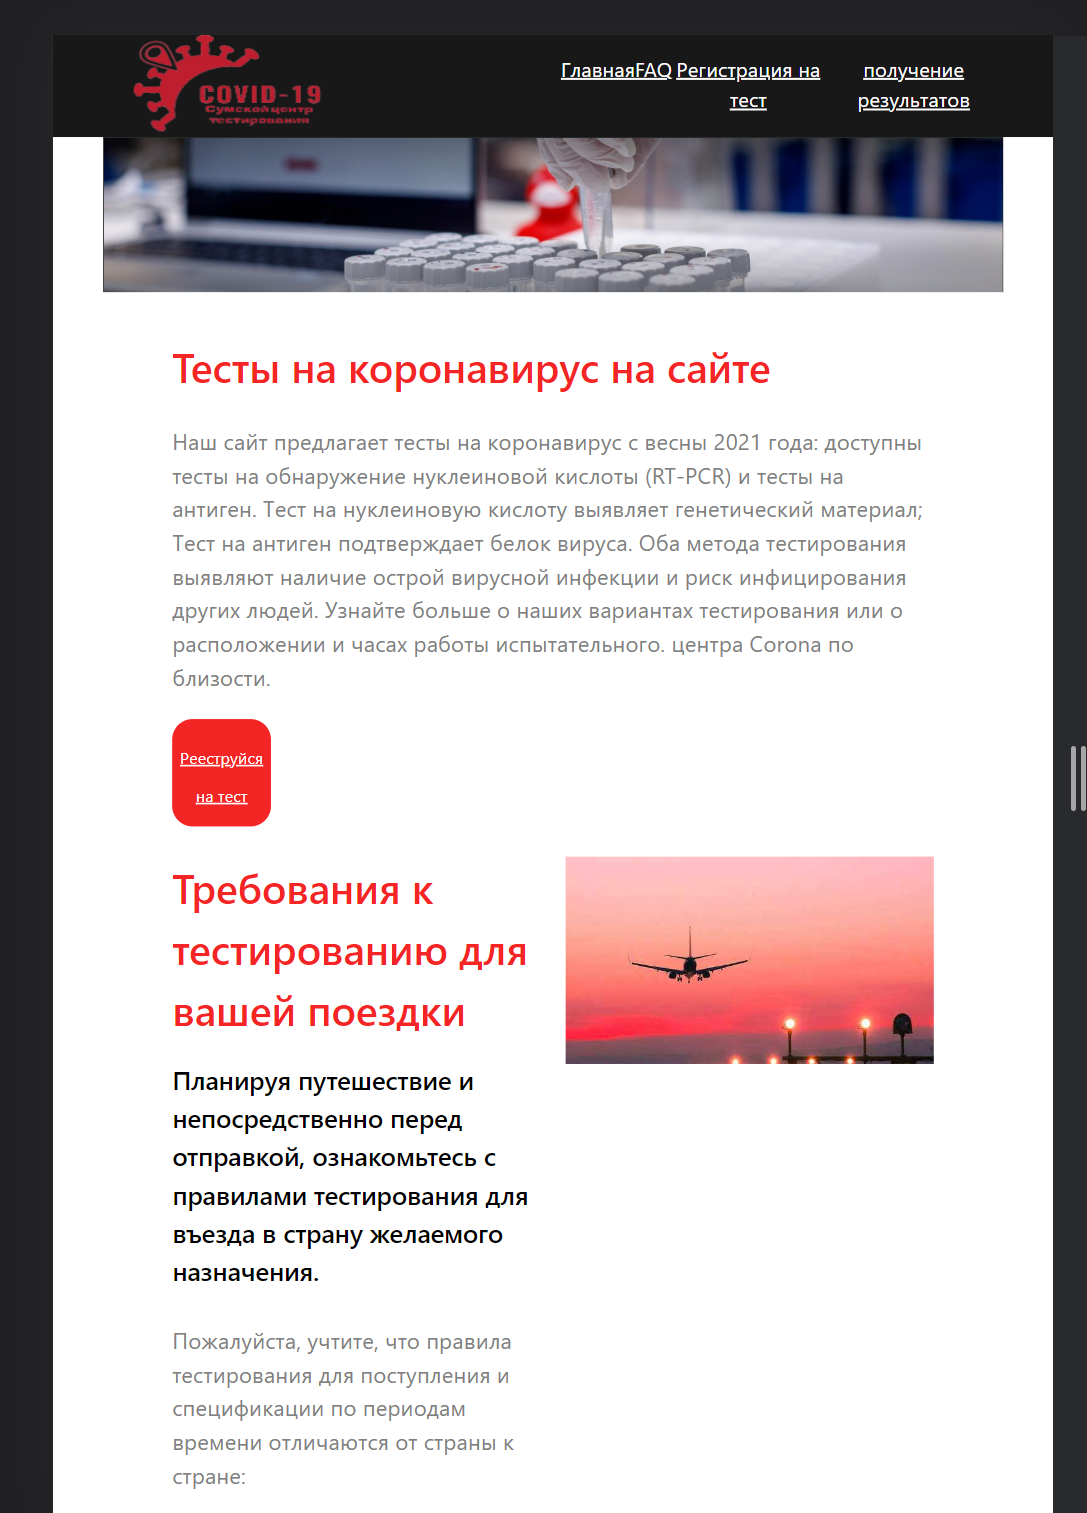 COVID-19
Сумской центр
тестирования
Главная FAQ Регистрация на тест
получение результатов
Тесты на коронавирус на сайте
Наш сайт предлагает тесты на коронавирус с весны 2021 года: доступны
тесты на обнаружение нуклеиновой кислоты (RT-PCR) и тесты на
антиген. Тест на нуклеиновую кислоту выявляет генетический материал;
Тест на антиген подтверждает белок вируса. Оба метода тестирования
выявляют наличие острой вирусной инфекции и риск инфицирования
других людей. Узнайте больше о наших вариантах тестирования или о
расположении и часах работы испытательного. центра Corona по
близости.
Рееструйся
на тест
Требования к
тестированию для
вашей поездки
Планируя путешествие и
непосредственно перед
отправкой, ознакомьтесь с
правилами тестирования для
въезда в страну желаемого
назначения.
Пожалуйста, учтите, что правила
тестирования для поступления и
спецификации по периодам
времени отличаются от страны к
стране: